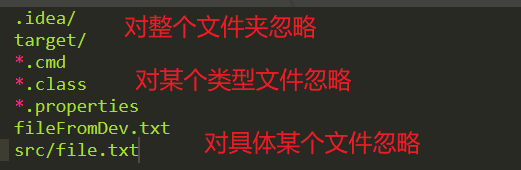 .idea/ 对整个文件夹忽略
target/
*.cmd
*.class 对某个类型文件忽略
*.properties
fileFromDev.txt
src/file.txt 对具体某个文件忽略